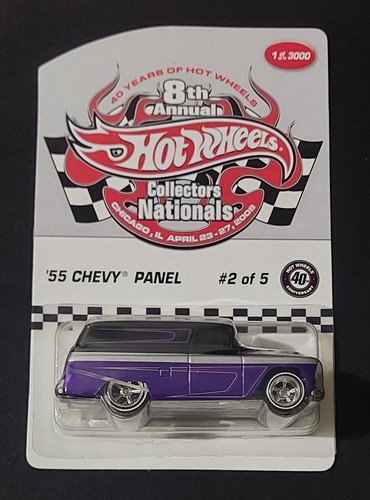 1 of 3000
40 YEARS OF HOT WHEELS
8th
Annual
Hot Wheels®
Collectors
Nationals
CHICAGO, IL APRIL 23-27, 2008
'55 CHEVY® PANEL
#2 of 5
HOT WHEELS
40
ANNIVERSARY